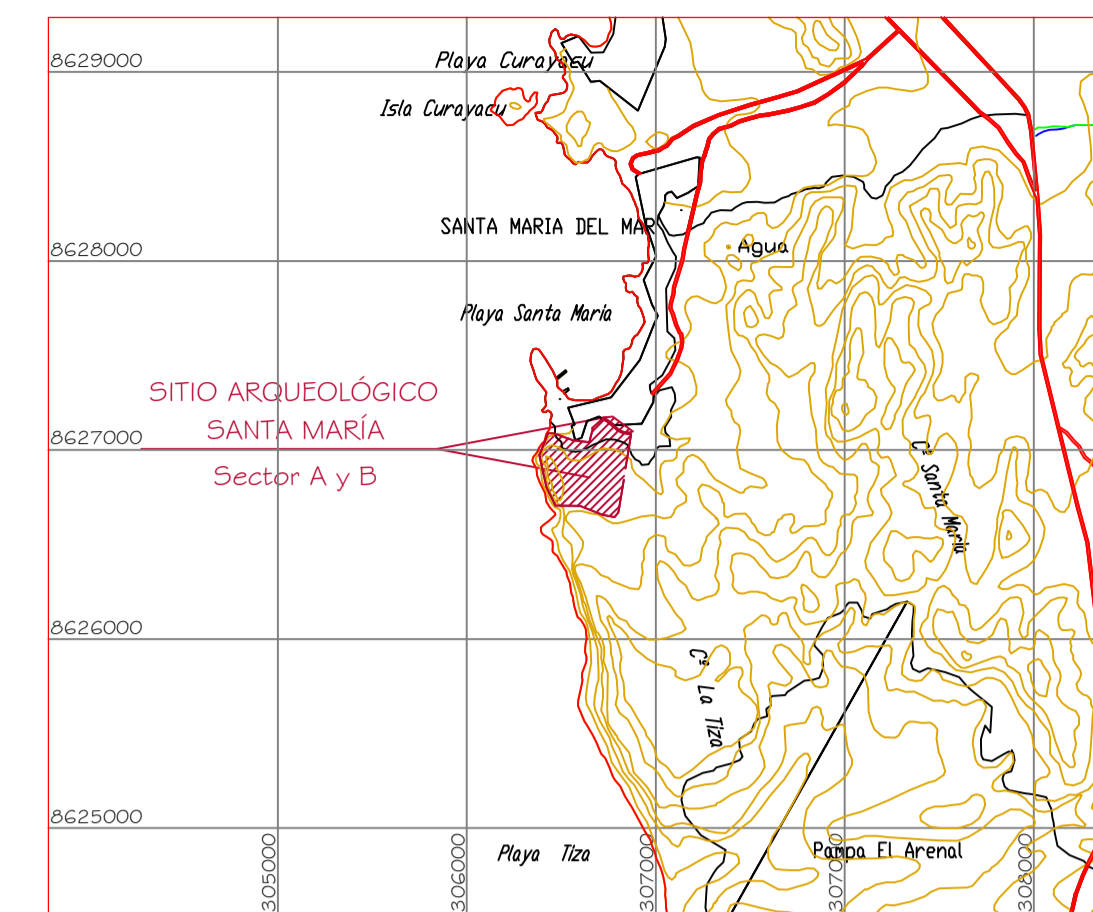 8629000
Playa Curayacu
Isla Curayacu
SANTA MARIA DEL MAR
8628000
Agua
Playa Santa María
SITIO ARQUEOLÓGICO
SANTA MARÍA
Sector A y B
8627000
Cº Santa María
8626000
Cº La Tiza
8625000
305000
306000
307000
307000
308000
Playa Tiza
Pampa El Arenal